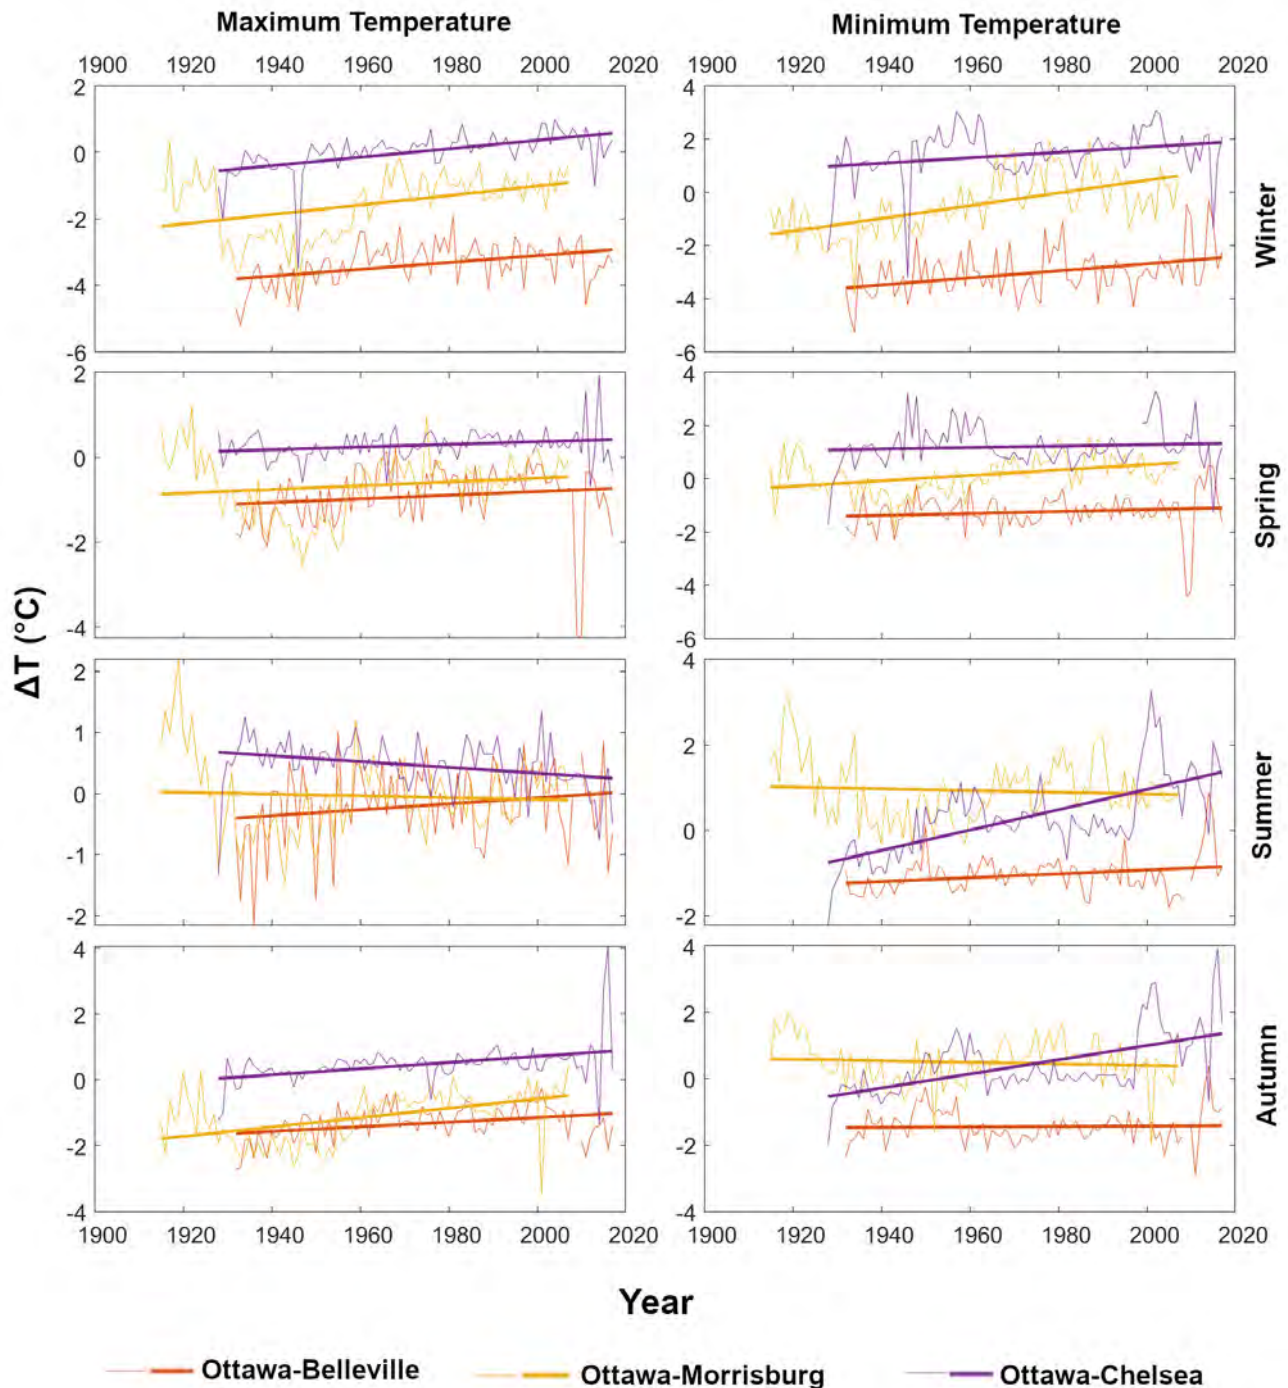 Maximum Temperature Minimum Temperature
1900 1920 1940 1960 1980 2000 2020 1900 1920 1940 1960 1980 2000 2020
2 4
0 2
-2 0
-4 -2
-6 -4
-6
Winter
0 4
-2 2
-4 0
-2
-4
-6
Spring
2 4
1 2
0 0
-1 -2
-2
Summer
4 4
2 2
0 0
-2 -2
-4 -4
Autumn
ΔT (°C)
1900 1920 1940 1960 1980 2000 2020 1900 1920 1940 1960 1980 2000 2020
Year
Ottawa-Belleville Ottawa-Morrisburg Ottawa-Chelsea